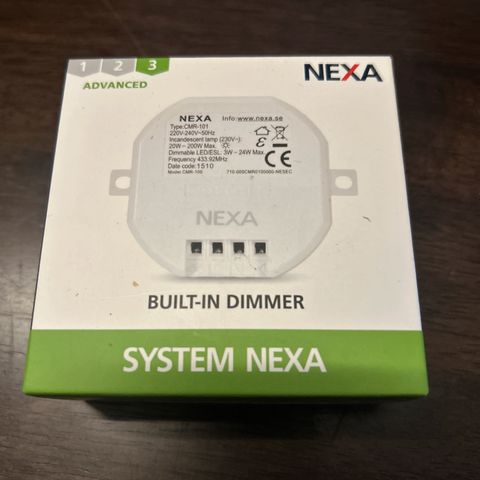 1 2 3
ADVANCED
NEXA
NEXA Info:www.nexa.se
Type:CMR-101
220V-240V~50Hz
Incandescent lamp (230V~):
20W ~ 200W Max.
Dimmable LED/ESL: 3W ~ 24W Max.
Frequency 433.92MHz
Date code:1510
Model:CMR-100
CE
NEXA
BUILT-IN DIMMER
SYSTEM NEXA